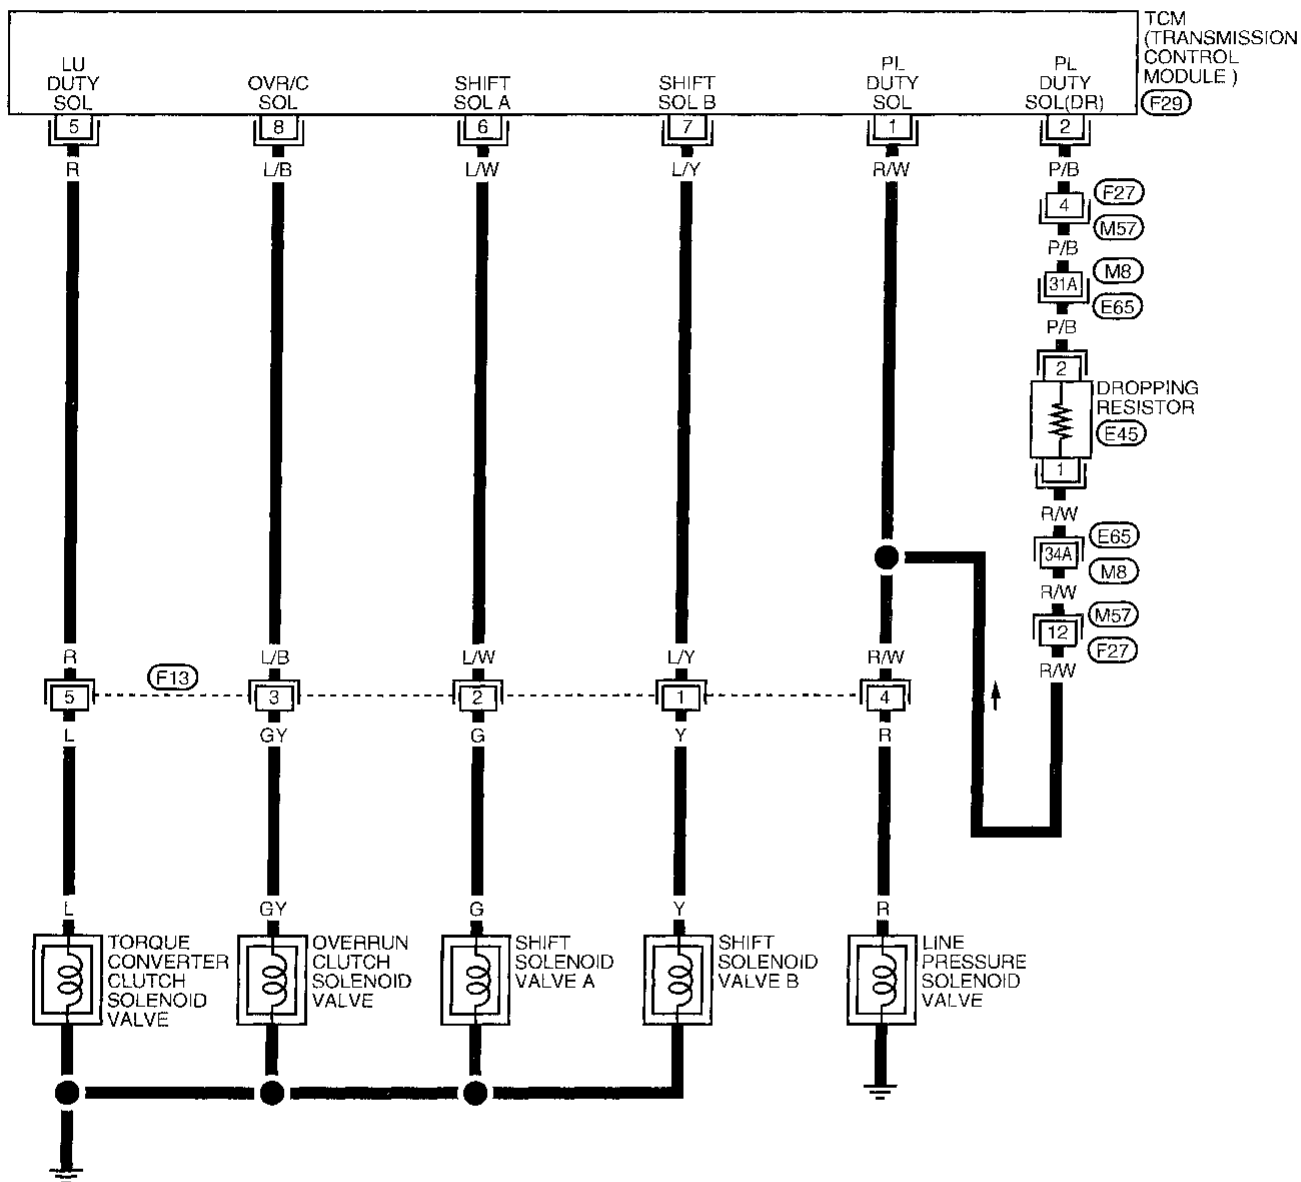 TCM
(TRANSMISSION
CONTROL
MODULE )
F29
LU
DUTY
SOL
OVR/C
SOL
SHIFT
SOL A
SHIFT
SOL B
PL
DUTY
SOL
PL
DUTY
SOL(DR)
5 8 6 7 1 2
R L/B L/W L/Y R/W P/B
4
F27
M57
P/B
31A
M8
E65
P/B
2
DROPPING
RESISTOR
E45
1
R/W
34A
E65
M8
R/W
12
M57
F27
R/W
R L/B L/W L/Y R/W
F13
5 3 2 1 4
L GY G Y R
L GY G Y R
TORQUE
CONVERTER
CLUTCH
SOLENOID
VALVE
OVERRUN
CLUTCH
SOLENOID
VALVE
SHIFT
SOLENOID
VALVE A
SHIFT
SOLENOID
VALVE B
LINE
PRESSURE
SOLENOID
VALVE